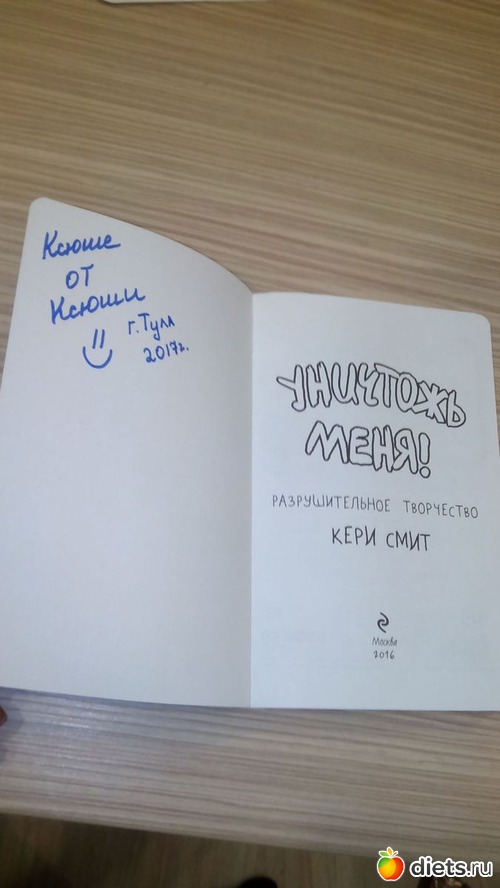 Ксюше
от
Ксюши
г. Тула
2017г.
УНИЧТОЖЬ
МЕНЯ!
РАЗРУШИТЕЛЬНОЕ ТВОРЧЕСТВО
КЕРИ СМИТ
Москва
2016
diets.ru